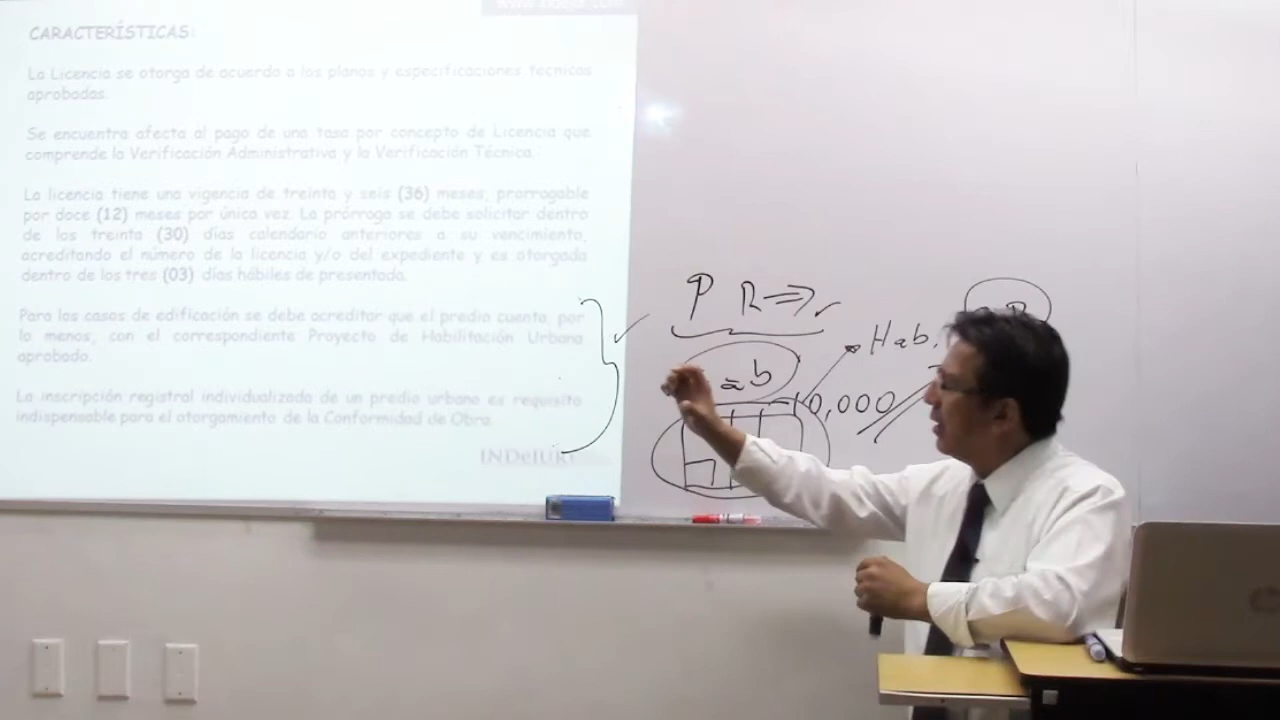 CARACTERÍSTICAS:
La Licencia se otorga de acuerdo a los planos y especificaciones técnicas
aprobadas.
Se encuentra afecta al pago de una tasa por concepto de Licencia que
comprende la Verificación Administrativa y la Verificación Técnica.
La licencia tiene una vigencia de treinta y seis (36) meses, prorrogable
por doce (12) meses por única vez. La prórroga se debe solicitar dentro
de los treinta (30) días calendario anteriores a su vencimiento,
acreditando el número de la licencia y/o del expediente y es otorgada
dentro de los tres (03) días hábiles de presentada.
Para los casos de edificación se debe acreditar que el predio cuenta, por
lo menos, con el correspondiente Proyecto de Habilitación Urbana
aprobado.
La inscripción registral individualizada de un predio urbano es requisito
indispensable para el otorgamiento de la Conformidad de Obra.
INDeIURE
P R ⇒
Hab.
ab
10,000